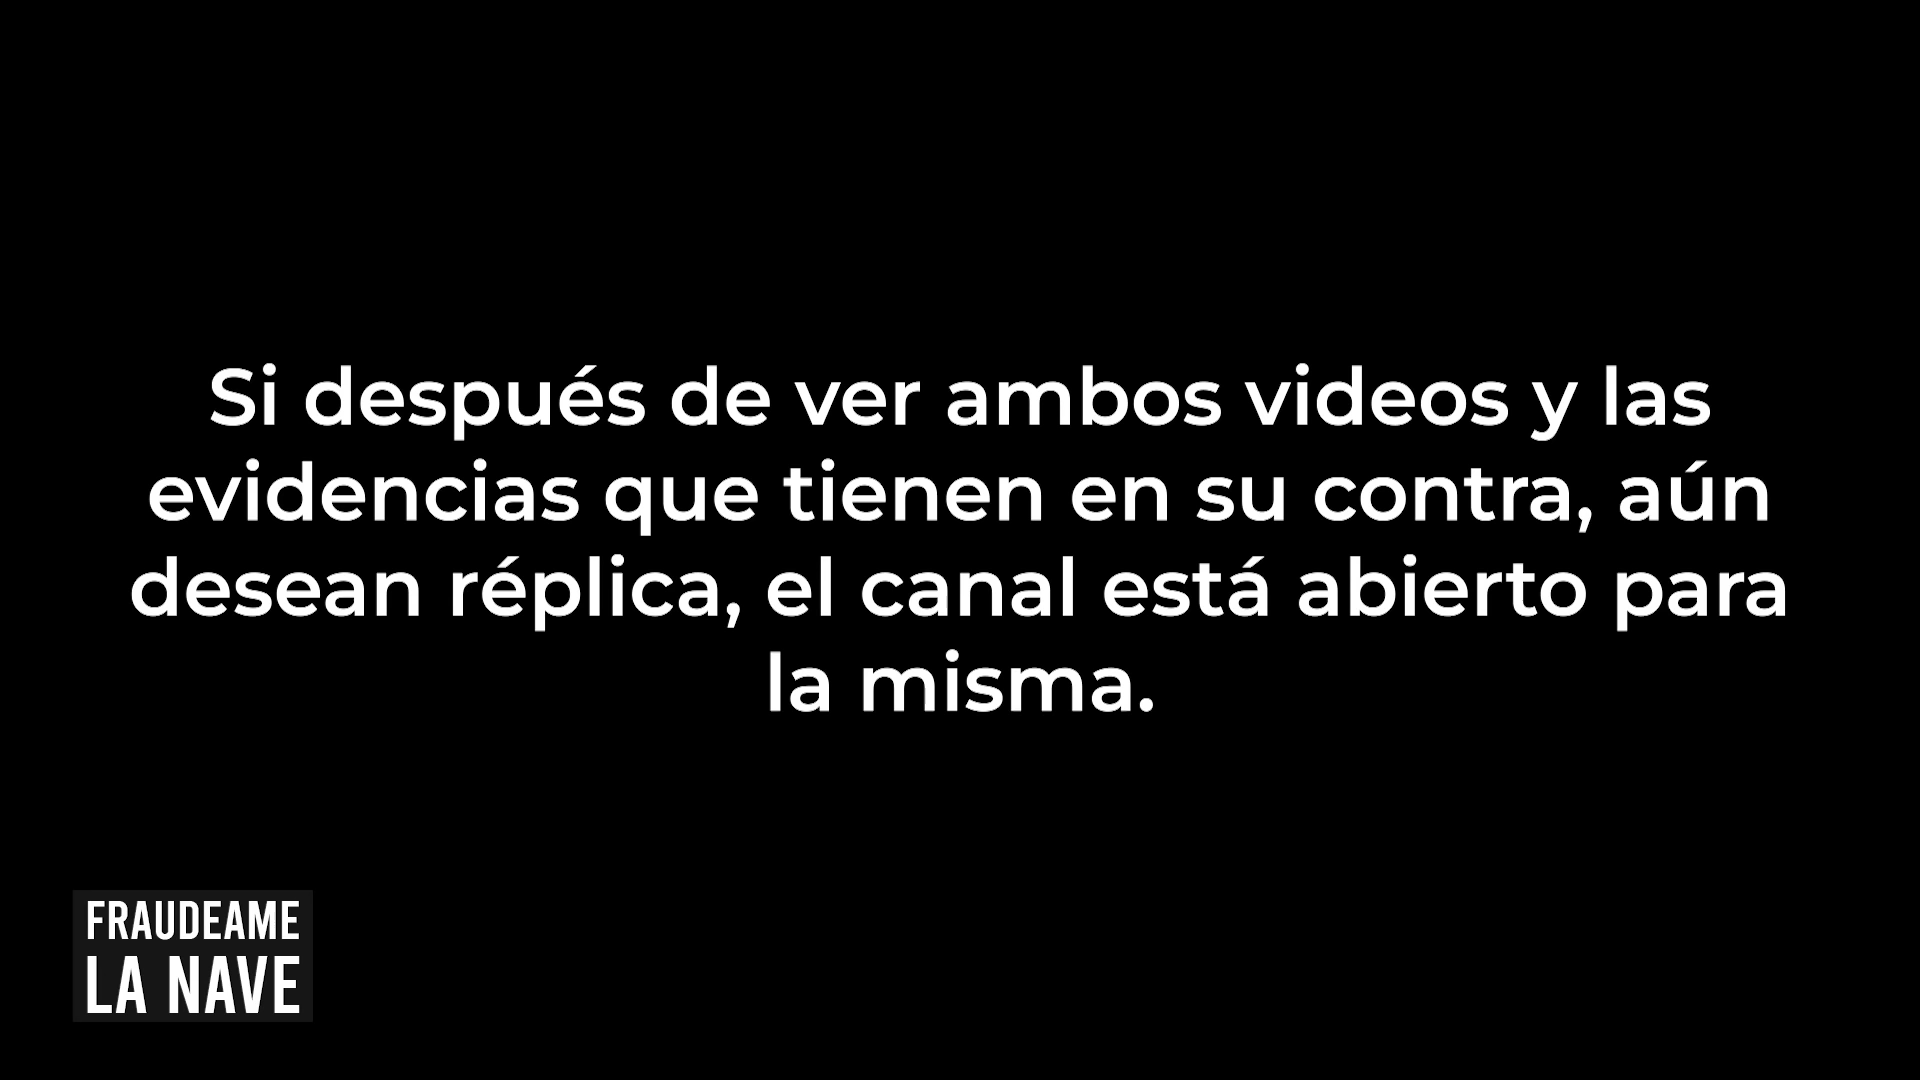 Si después de ver ambos videos y las
evidencias que tienen en su contra, aún
desean réplica, el canal está abierto para
la misma.
FRAUDEAME
LA NAVE